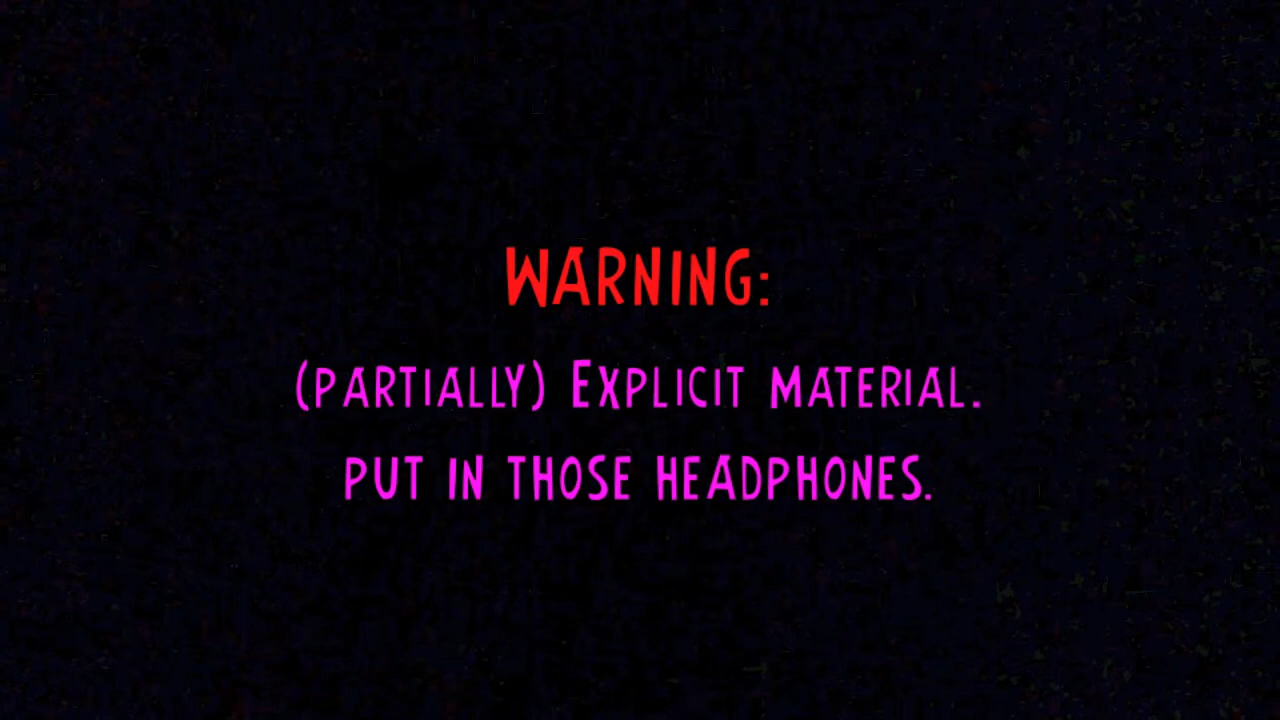 WARNING:
(PARTIALLY) EXPLICIT MATERIAL.
PUT IN THOSE HEADPHONES.